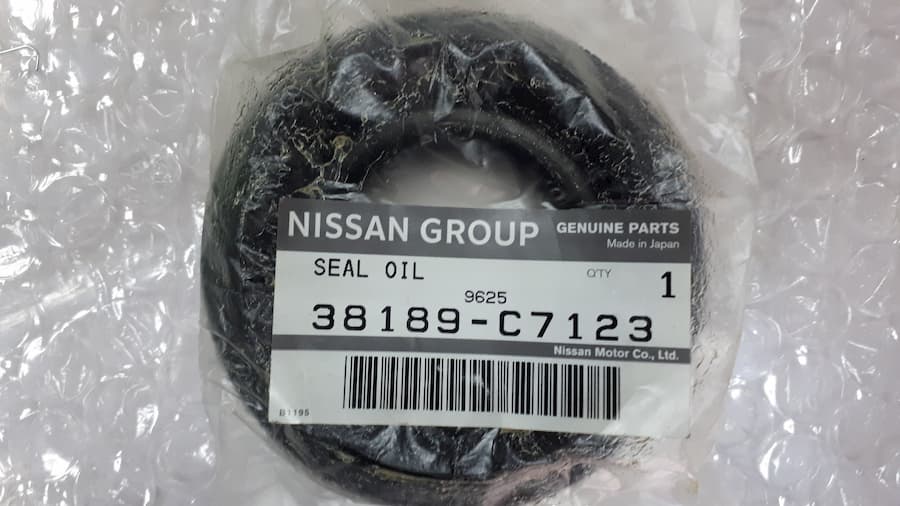 NISSAN GROUP GENUINE PARTS
Made in Japan
SEAL OIL Q'TY 1
9625
38189-C7123
Nissan Motor Co., Ltd.
B1195